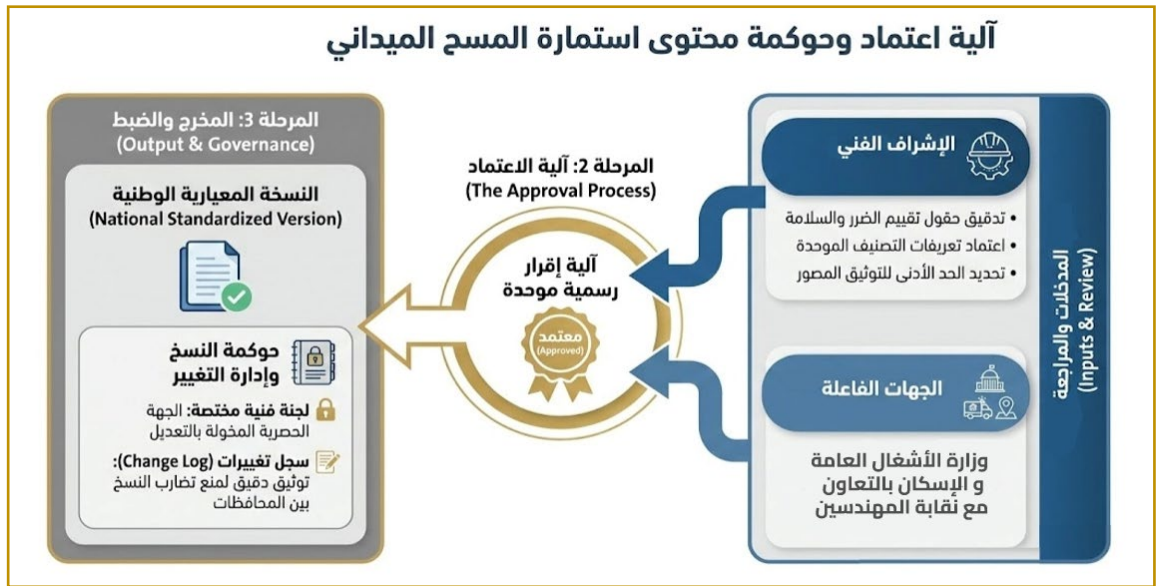 آلية اعتماد وحوكمة محتوى استمارة المسح الميداني
المدخلات والمراجعة
(Inputs & Review)
الإشراف الفني
• تدقيق حقول تقييم الضرر والسلامة
• اعتماد تعريفات التصنيف الموحدة
• تحديد الحد الأدنى للتوثيق المصور
الجهات الفاعلة
وزارة الأشغال العامة
و الإسكان بالتعاون
مع نقابة المهندسين
المرحلة 2: آلية الاعتماد
(The Approval Process)
آلية إقرار
رسمية موحدة
معتمد
(Approved)
المرحلة 3: المخرج والضبط
(Output & Governance)
النسخة المعيارية الوطنية
(National Standardized Version)
حوكمة النسخ
وإدارة التغيير
لجنة فنية مختصة: الجهة
الحصرية المخولة بالتعديل
سجل تغييرات (Change Log):
توثيق دقيق لمنع تضارب النسخ
بين المحافظات